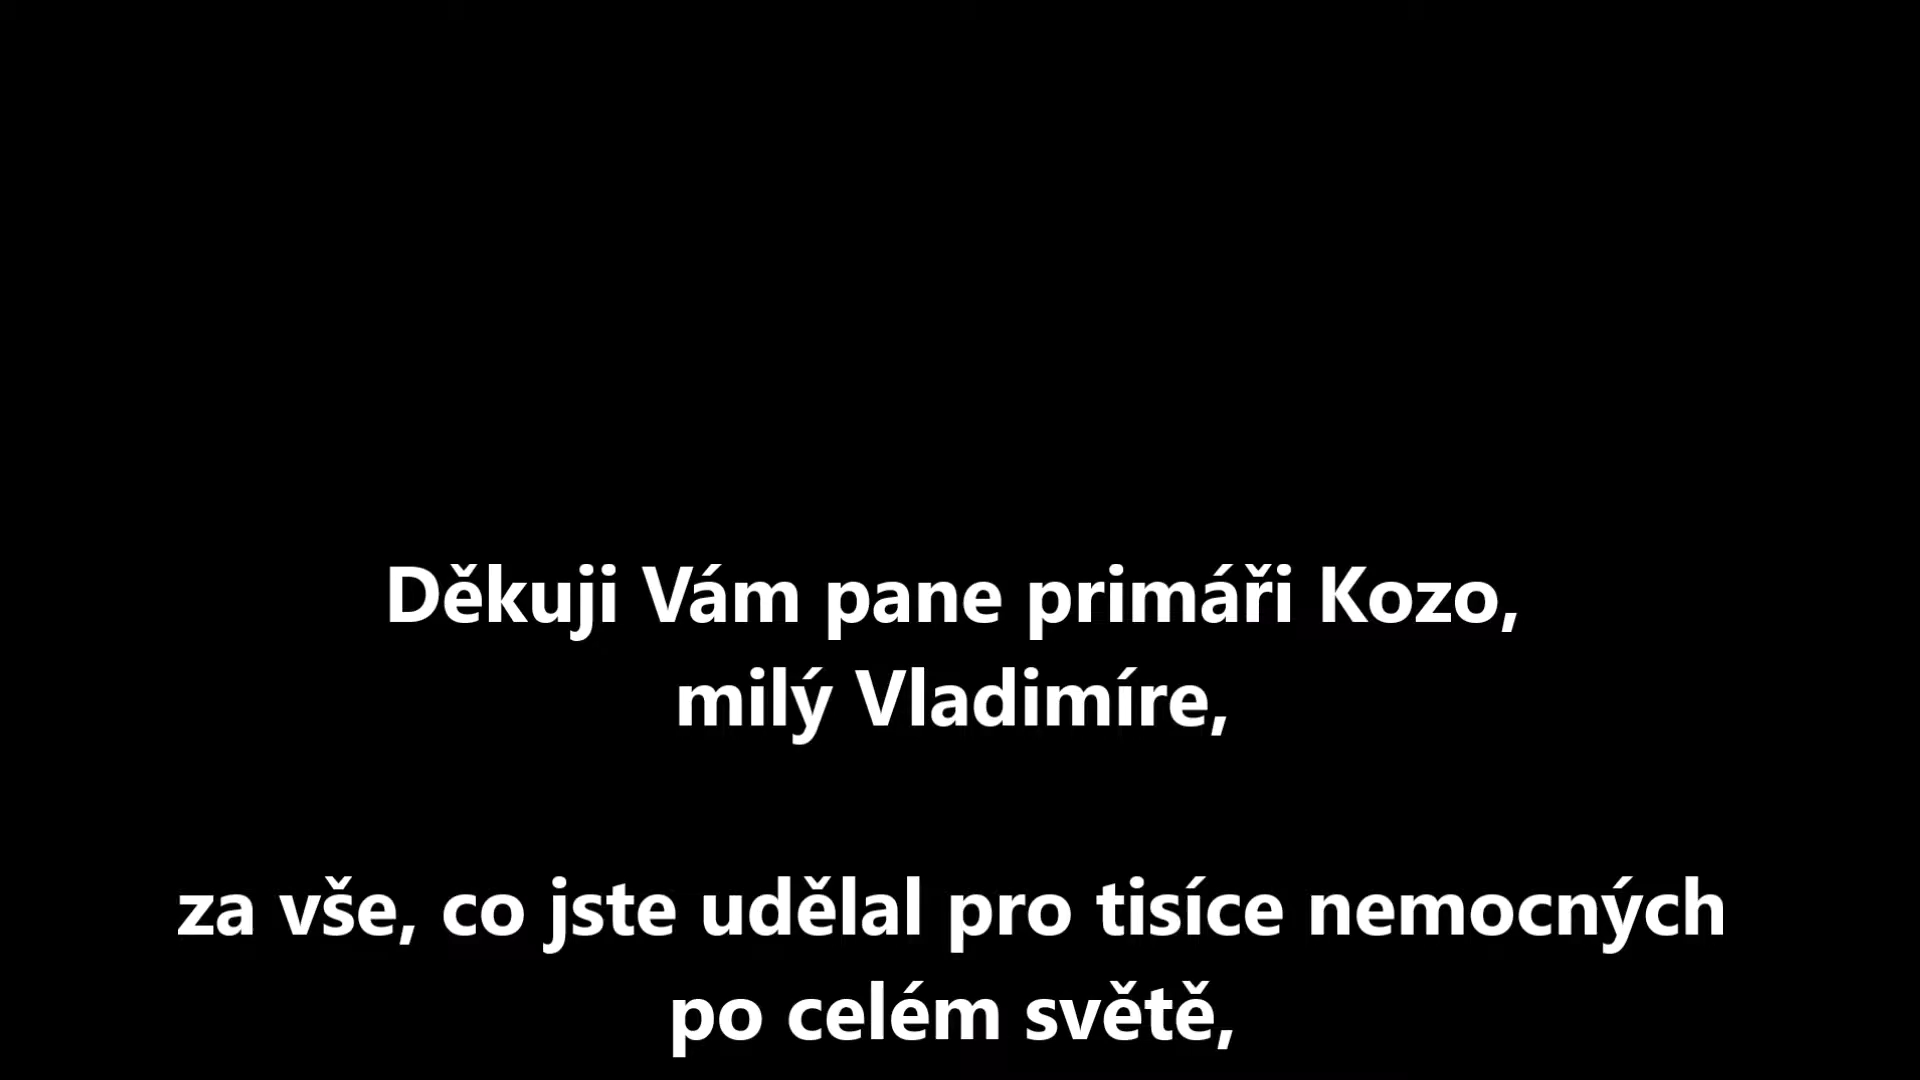 Děkuji Vám pane primáři Kozo,
milý Vladimíre,
za vše, co jste udělal pro tisíce nemocných
po celém světě,